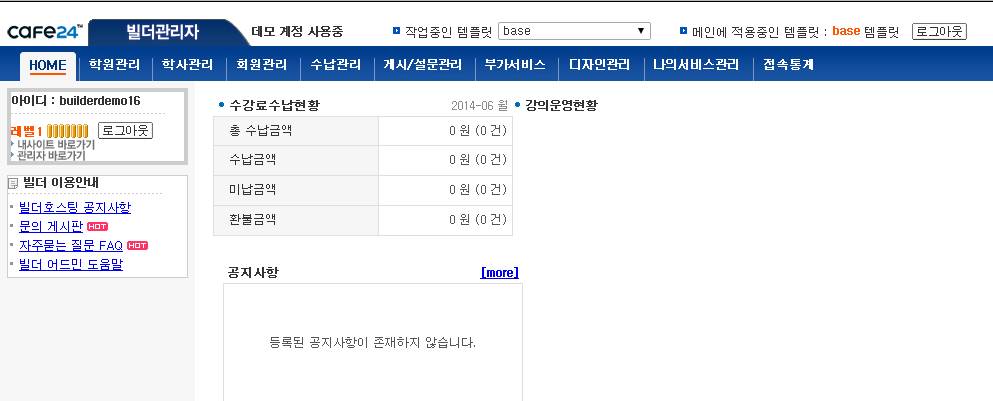 cafe24™ 빌더관리자 데모 계정 사용중 작업중인 템플릿 base 메인에 적용중인 템플릿 : base 템플릿 로그아웃
HOME 학원관리 학사관리 회원관리 수납관리 게시/설문관리 부가서비스 디자인관리 나의서비스관리 접속통계
아이디 : builderdemo16
레벨1 로그아웃
내사이트 바로가기
관리자 바로가기
빌더 이용안내
빌더호스팅 공지사항
문의 게시판 HOT
자주묻는 질문 FAQ HOT
빌더 어드민 도움말
수강료수납현황 2014-06 월 강의운영현황
총 수납금액 0 원 (0 건)
수납금액 0 원 (0 건)
미납금액 0 원 (0 건)
환불금액 0 원 (0 건)
공지사항 [more]
등록된 공지사항이 존재하지 않습니다.